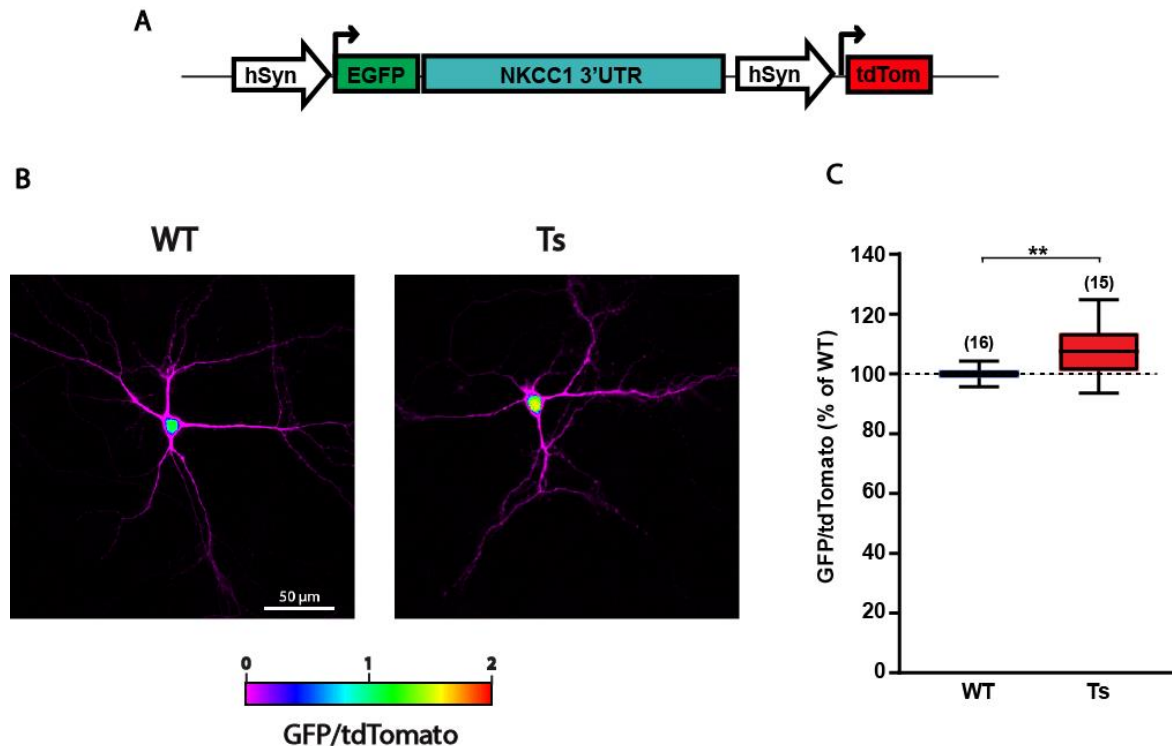 A
hSyn EGFP NKCC1 3'UTR hSyn tdTom
B
WT Ts
50 µm
0 1 2
GFP/tdTomato
C
GFP/tdTomato (% of WT)
140
120
100
80
60
40
20
0
**
(16)
(15)
WT Ts